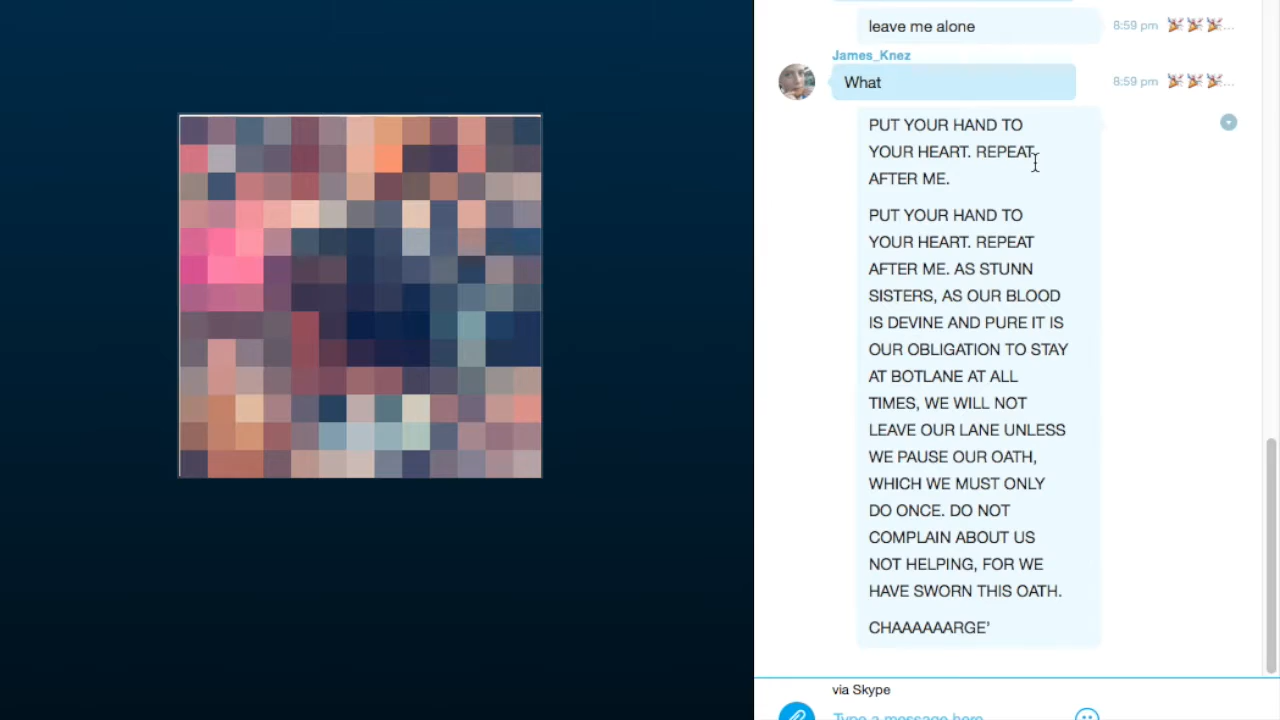 leave me alone
8:59 pm
James_Knez
What
8:59 pm
PUT YOUR HAND TO
YOUR HEART. REPEAT
AFTER ME.
PUT YOUR HAND TO
YOUR HEART. REPEAT
AFTER ME. AS STUNN
SISTERS, AS OUR BLOOD
IS DEVINE AND PURE IT IS
OUR OBLIGATION TO STAY
AT BOTLANE AT ALL
TIMES, WE WILL NOT
LEAVE OUR LANE UNLESS
WE PAUSE OUR OATH,
WHICH WE MUST ONLY
DO ONCE. DO NOT
COMPLAIN ABOUT US
NOT HELPING, FOR WE
HAVE SWORN THIS OATH.
CHAAAAAARGE’
via Skype
Type a message here